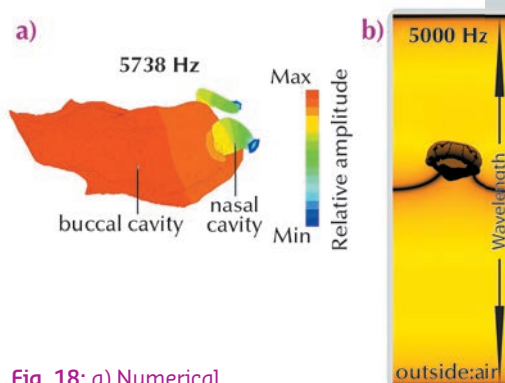 a)
5738 Hz
Max
Relative amplitude
Min
buccal cavity
nasal
cavity
b)
5000 Hz
Wavelength
outside:air
Fig. 18: a) Numerical